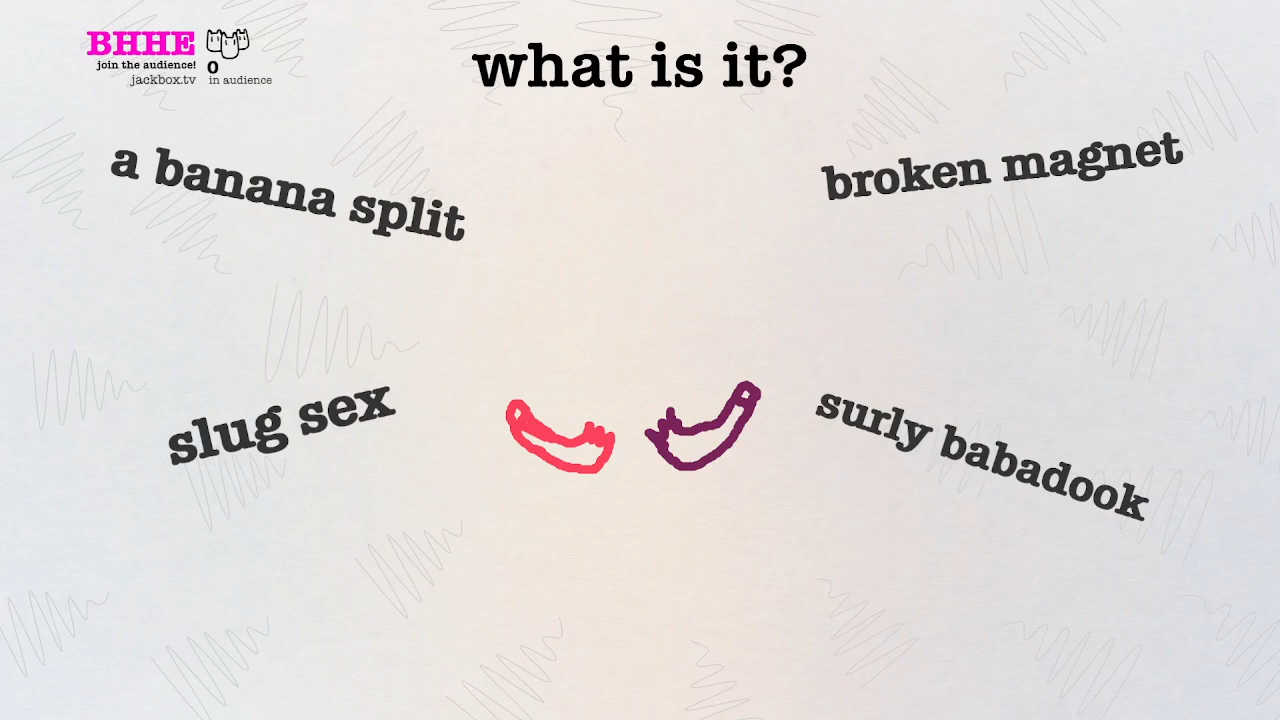 BHHE
join the audience!
jackbox.tv
0
in audience
what is it?
a banana split
broken magnet
slug sex
surly babadook